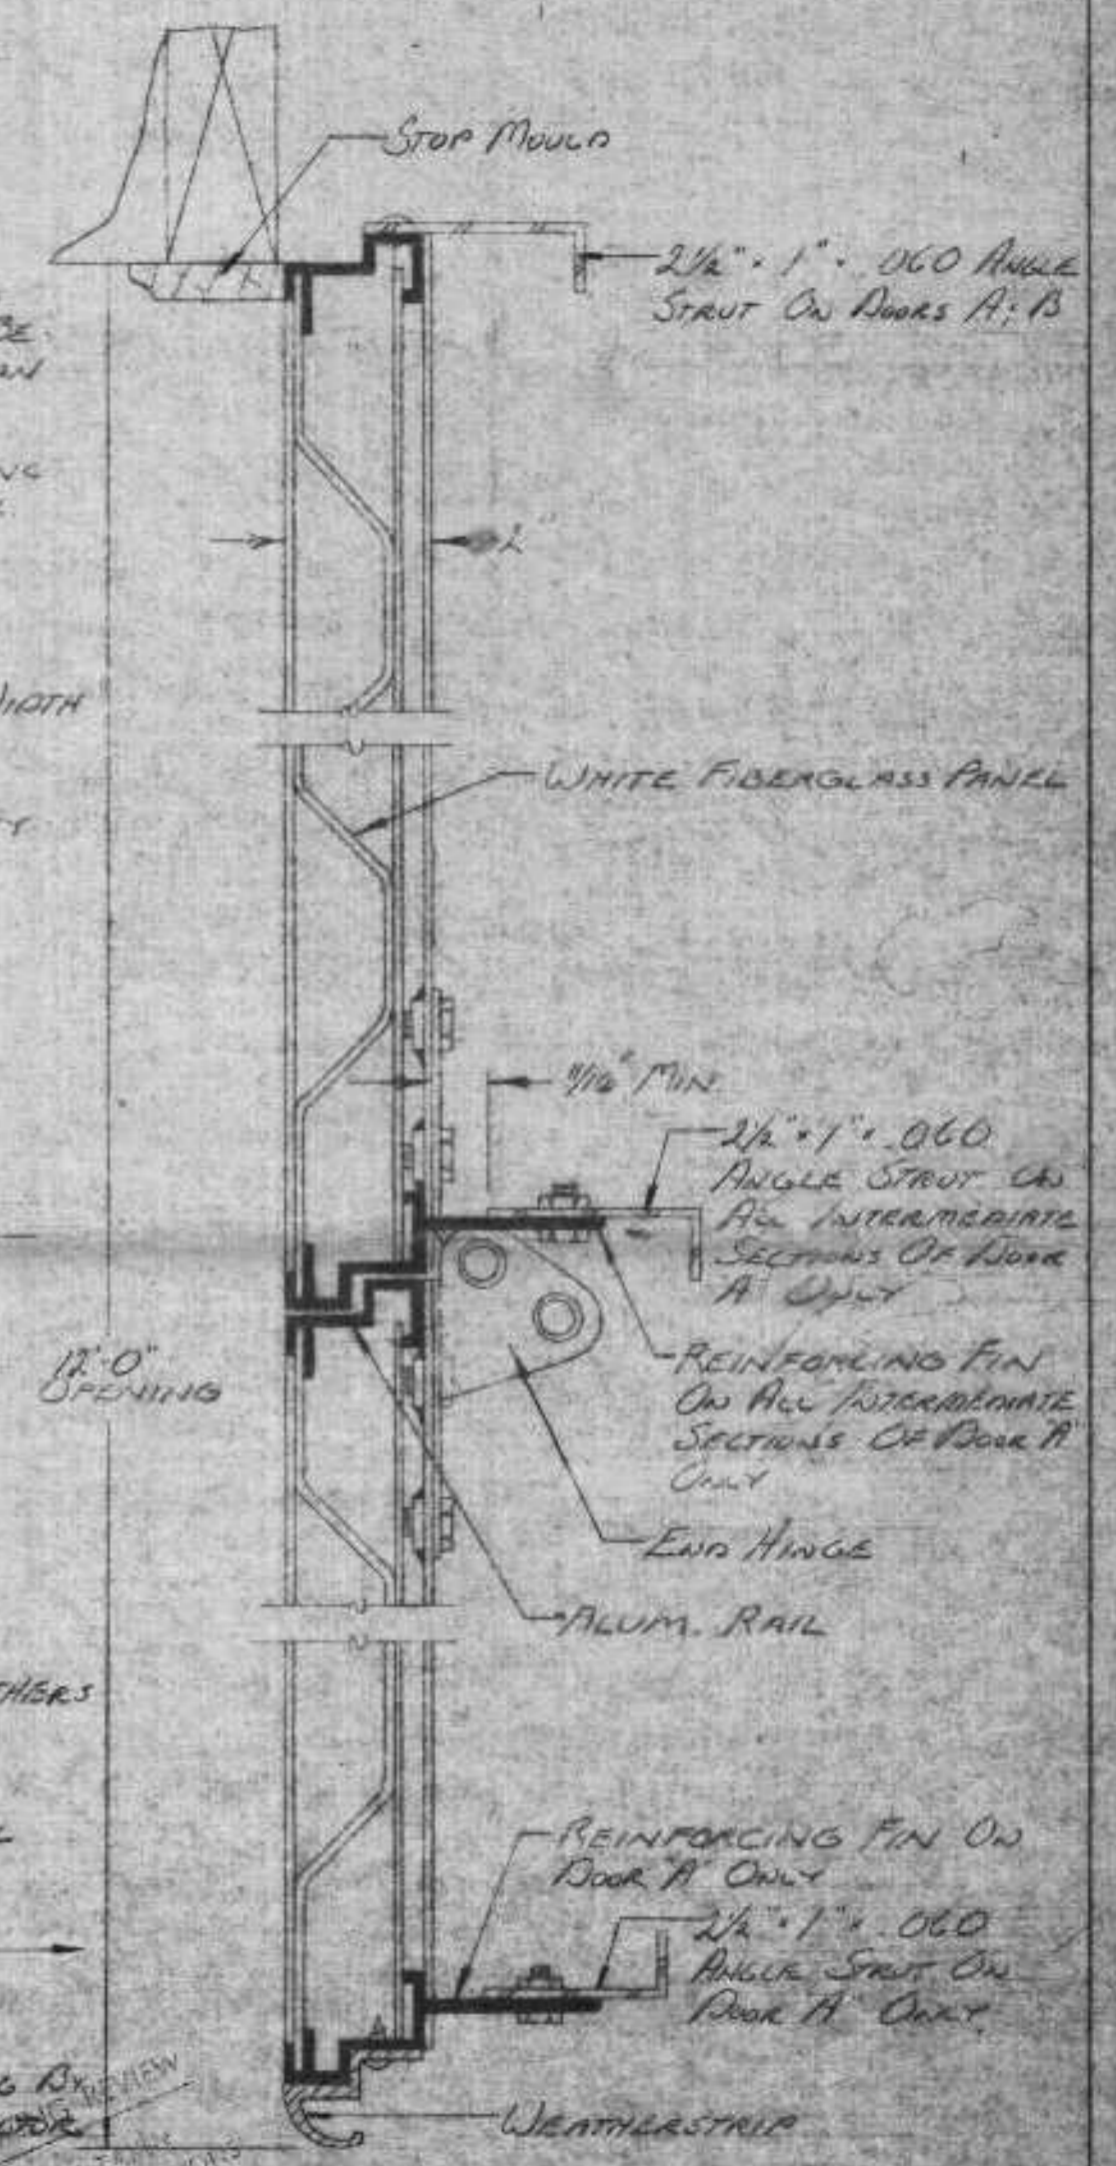 STOP MOULD
2½" · 1" · .060 ANGLE
STRUT ON DOORS A & B
2"
WIDTH
WHITE FIBERGLASS PANEL
11/16" MIN.
2½" · 1" · .060
ANGLE STRUT ON
ALL INTERMEDIATE
SECTIONS OF DOOR
"A" ONLY
12'-0"
OPENING
REINFORCING FIN
ON ALL INTERMEDIATE
SECTIONS OF DOOR "A"
ONLY
END HINGE
ALUM. RAIL
THERS
REINFORCING FIN ON
DOOR "A" ONLY
2½" · 1" · .060
ANGLE STRUT ON
DOOR "A" ONLY.
BY
REVIEW
WEATHERSTRIP